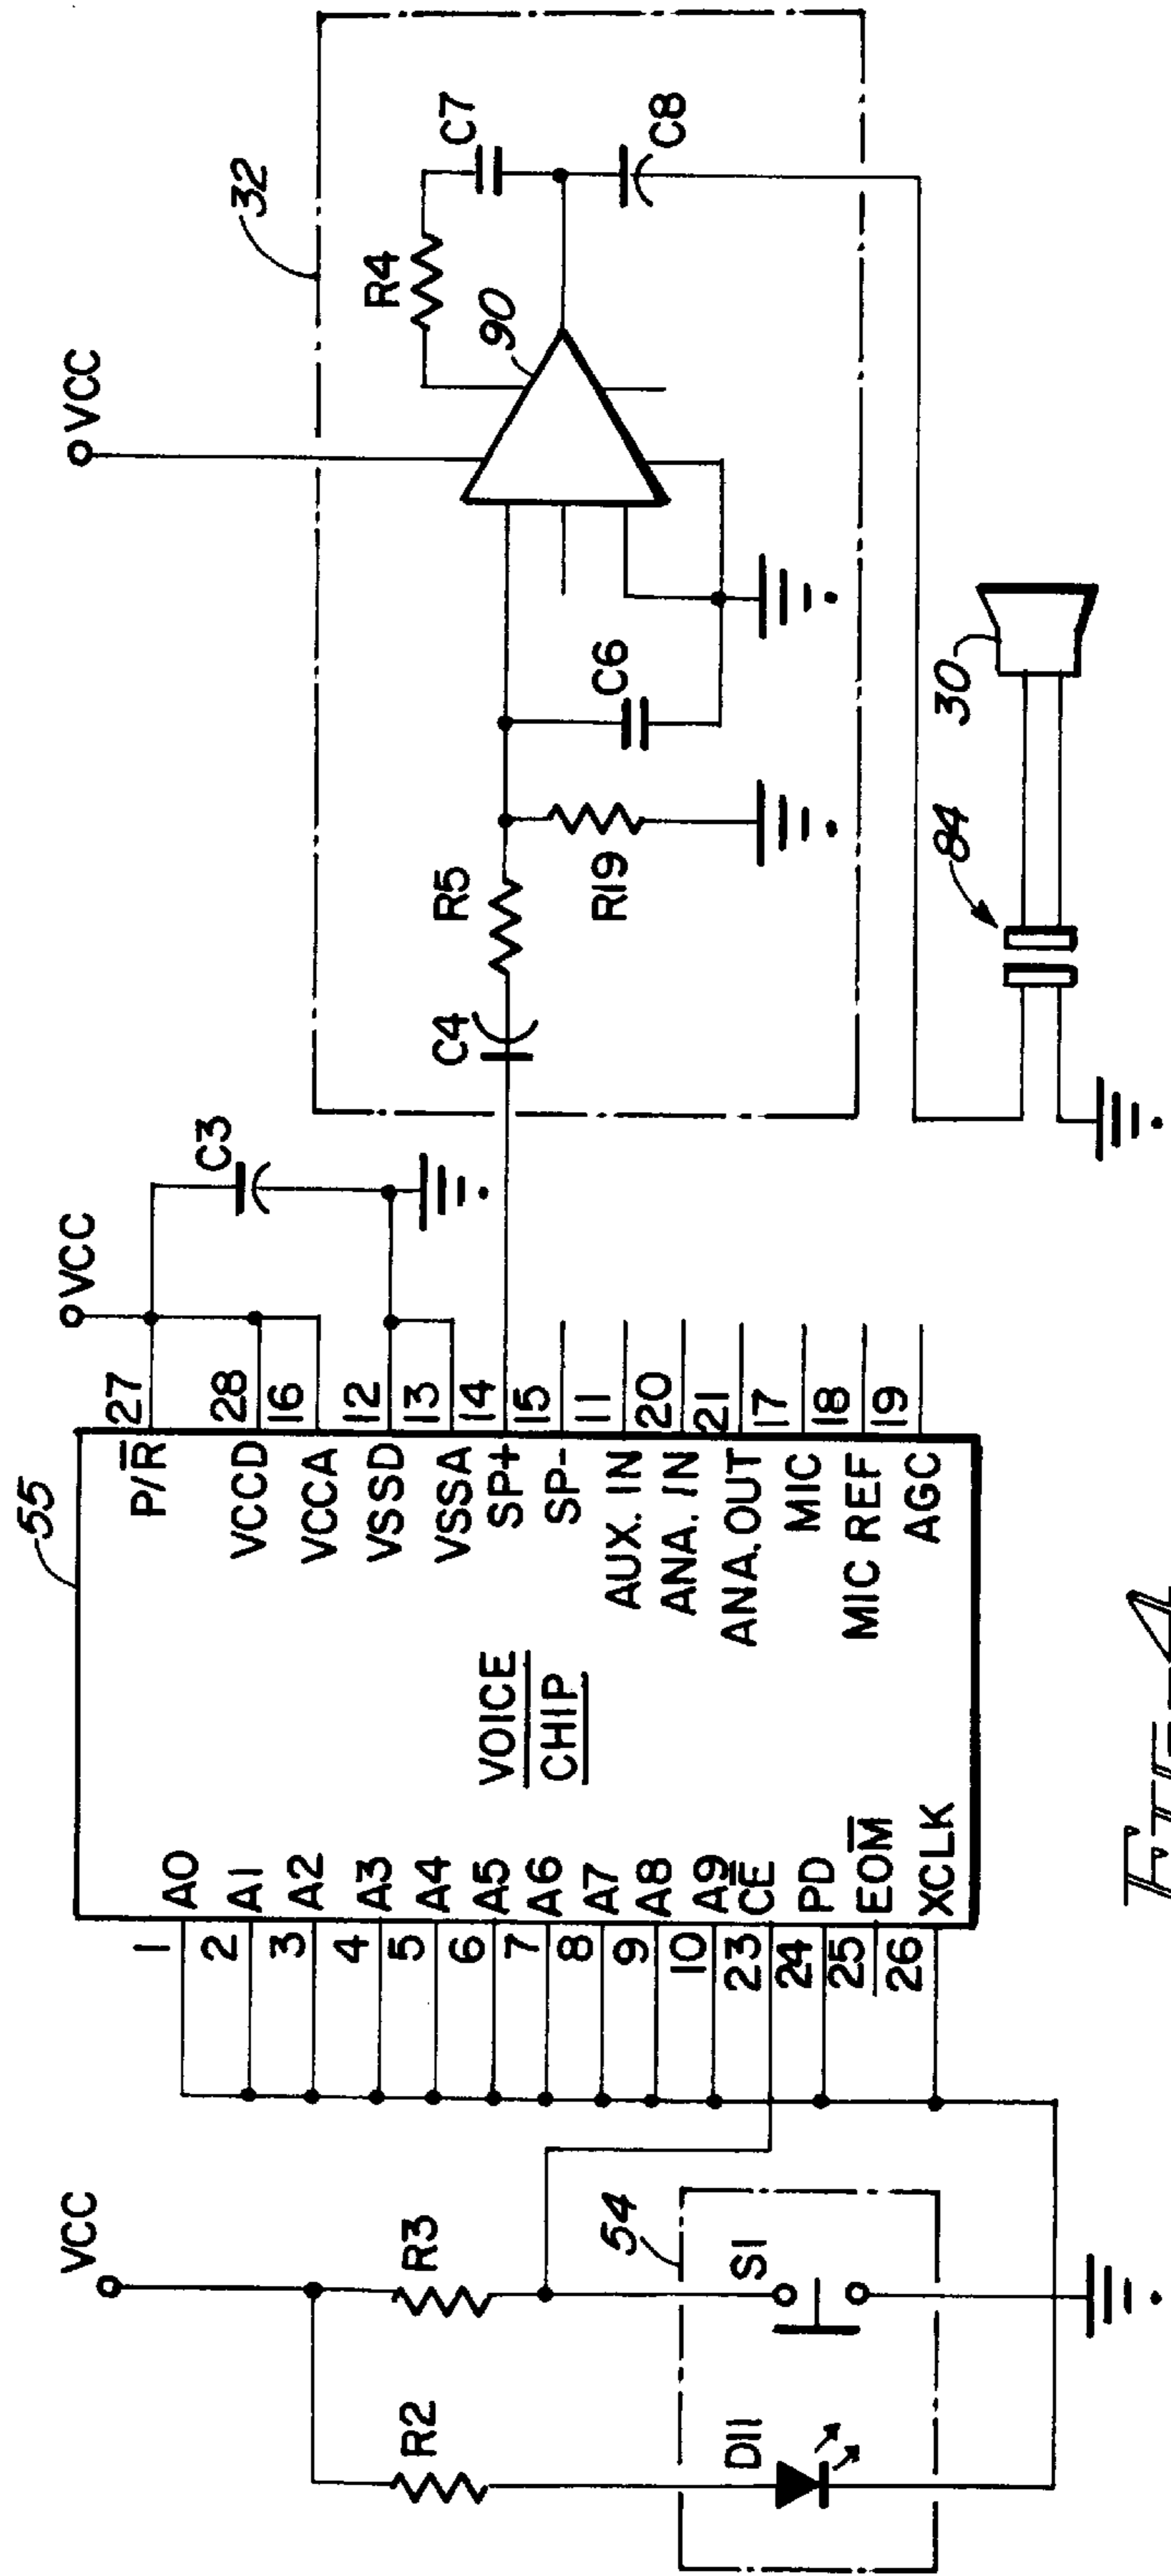 VCC
R2
R3
54
D11
S1
55
VOICE
CHIP
1 A0
2 A1
3 A2
4 A3
5 A4
6 A5
7 A6
8 A7
9 A8
10 A9
23 C̅E̅
24 PD
25 EOM̅
26 XCLK
P/R̅ 27
VCCD 28
VCCA 16
VSSD 12
VSSA 13
SP+ 14
SP- 15
AUX. IN 11
ANA. IN 20
ANA. OUT 21
MIC 17
MIC REF 18
AGC 19
VCC
C3
32
C4
R5
R19
C6
VCC
90
R4
C7
C8
84
30